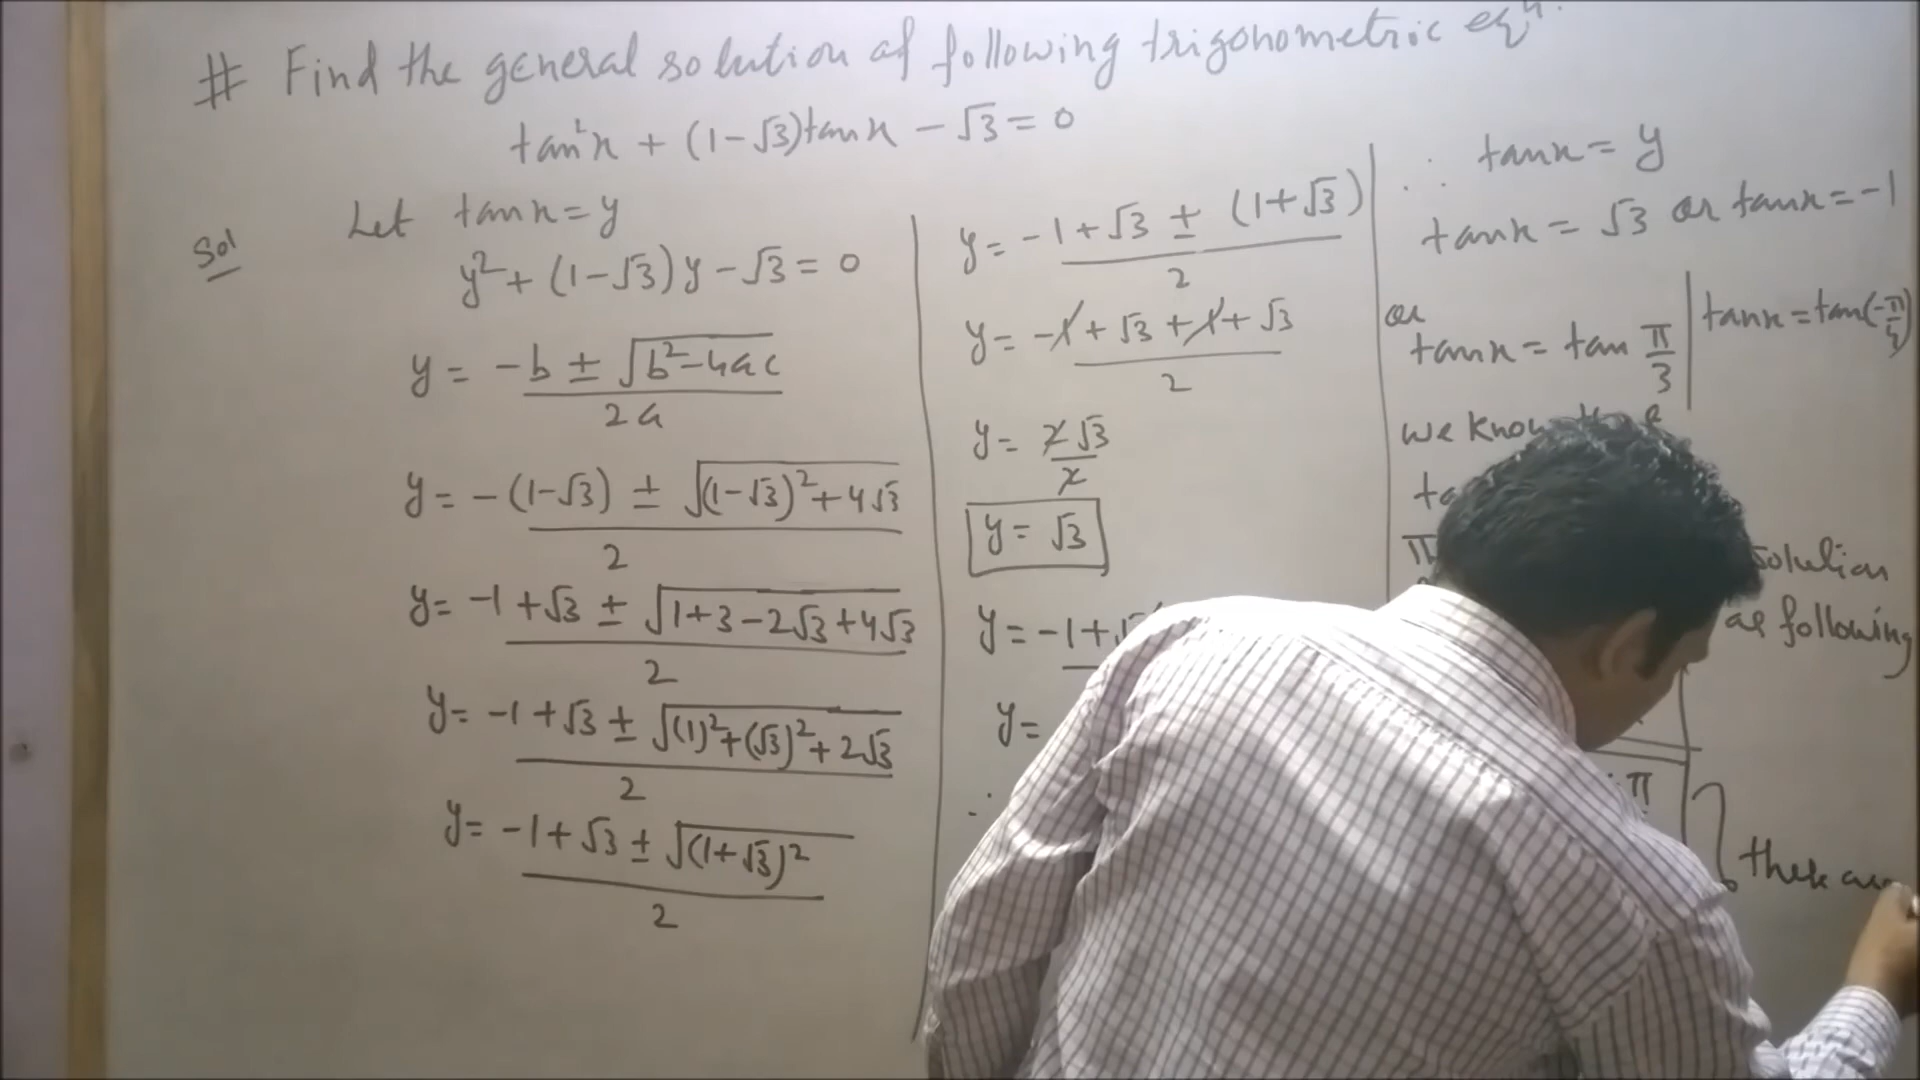 # Find the general solution of following trigonometric eqn.
tan²x + (1-√3)tanx - √3 = 0
Sol
Let tanx = y
y² + (1-√3)y - √3 = 0
y = -b ± √b²-4ac / 2a
y = -(1-√3) ± √(1-√3)²+4√3 / 2
y = -1+√3 ± √1+3-2√3+4√3 / 2
y = -1+√3 ± √(1)²+(√3)²+2√3 / 2
y = -1+√3 ± √(1+√3)² / 2
y = -1+√3 ± (1+√3) / 2
y = -1+√3+1+√3 / 2
y = 2√3 / 2
y = √3
y = -1+√
y =
∴ tanx = y
tanx = √3 or tanx = -1
or
tanx = tan π/3 | tanx = tan(-π/4)
we know
solution
as following
π